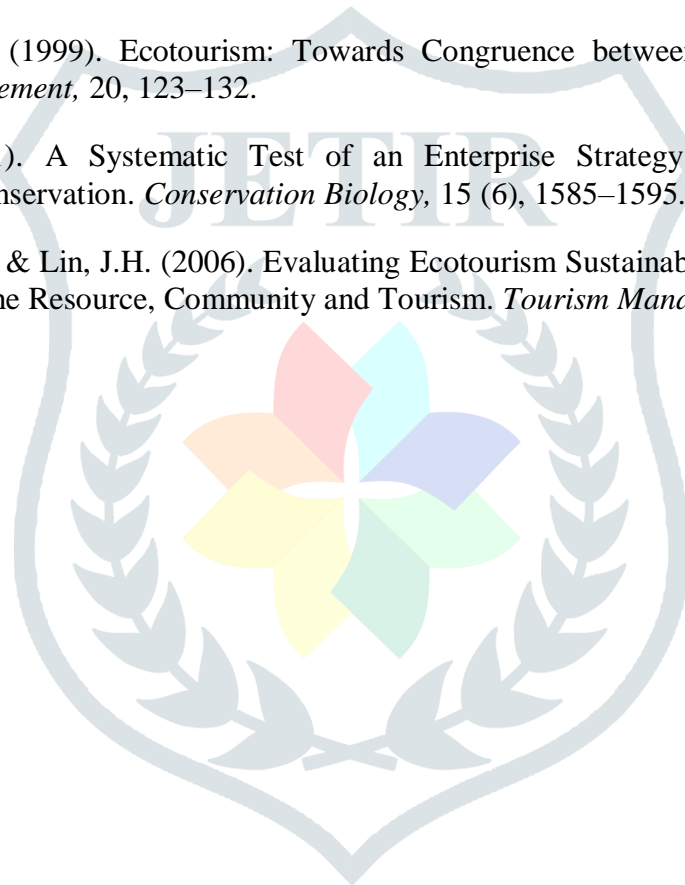 (1999). Ecotourism: Towards Congruence between
ement, 20, 123–132.
). A Systematic Test of an Enterprise Strategy
nservation. Conservation Biology, 15 (6), 1585–1595.
& Lin, J.H. (2006). Evaluating Ecotourism Sustainab
ne Resource, Community and Tourism. Tourism Mana
JETIR